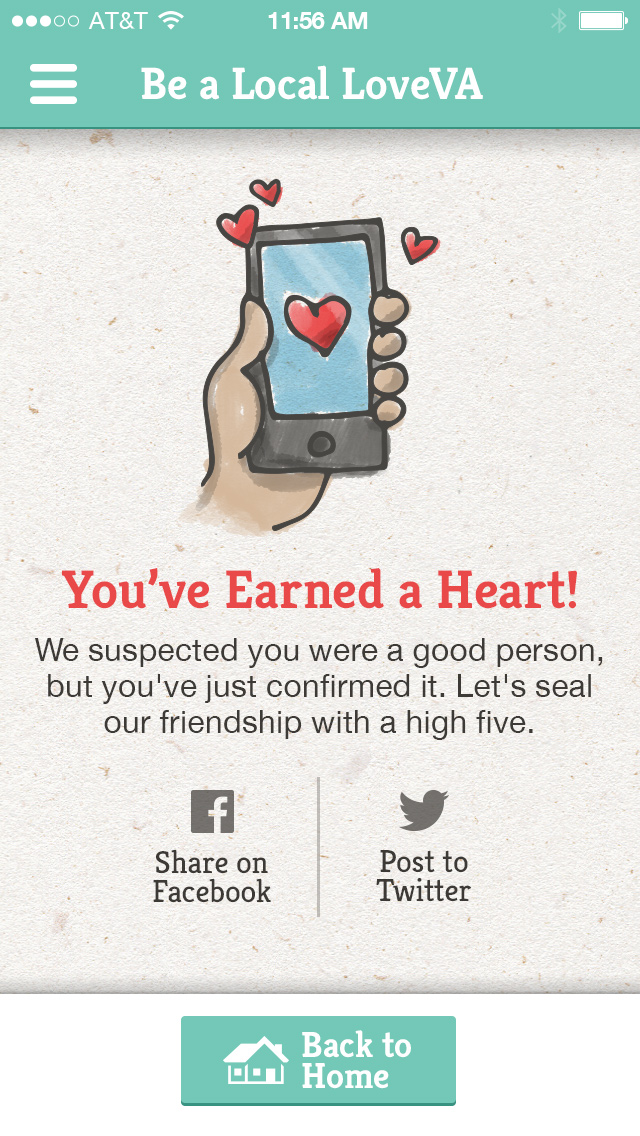 AT&T 11:56 AM
Be a Local LoveVA
You've Earned a Heart!
We suspected you were a good person,
but you've just confirmed it. Let's seal
our friendship with a high five.
Share on
Facebook
Post to
Twitter
Back to
Home